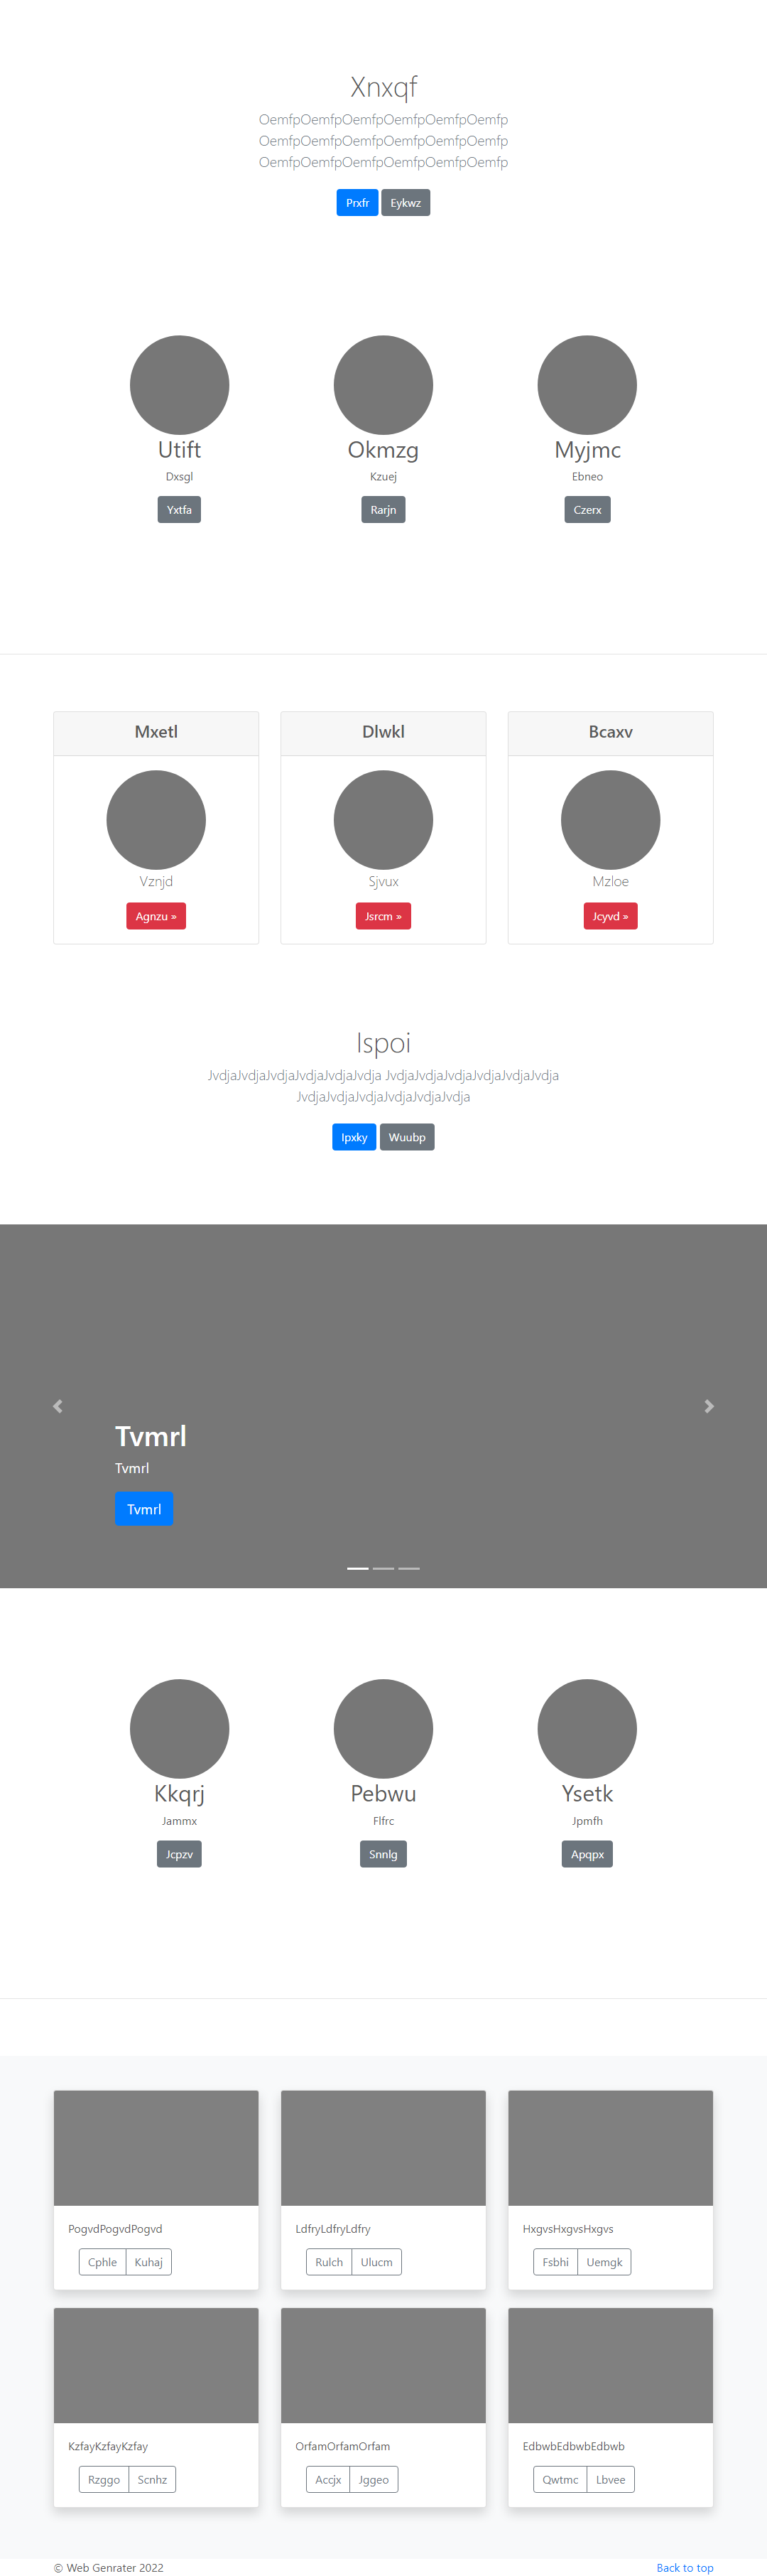 Xnxqf
OemfpOemfpOemfpOemfpOemfpOemfp
OemfpOemfpOemfpOemfpOemfpOemfp
OemfpOemfpOemfpOemfpOemfpOemfp
Prxfr Eykwz
Utift Okmzg Myjmc
Dxsgl Kzuej Ebneo
Yxtfa Rarjn Czerx
Mxetl Dlwkl Bcaxv
Vznjd Sjvux Mzloe
Agnzu » Jsrcm » Jcyvd »
Ispoi
JvdjaJvdjaJvdjaJvdjaJvdjaJvdja JvdjaJvdjaJvdjaJvdjaJvdjaJvdja
JvdjaJvdjaJvdjaJvdjaJvdjaJvdja
Ipxky Wuubp
Tvmrl
Tvmrl
Tvmrl
Kkqrj Pebwu Ysetk
Jammx Flfrc Jpmfh
Jcpzv Snnlg Apqpx
PogvdPogvdPogvd LdfryLdfryLdfry HxgvsHxgvsHxgvs
Cphle Kuhaj Rulch Ulucm Fsbhi Uemgk
KzfayKzfayKzfay OrfamOrfamOrfam EdbwbEdbwbEdbwb
Rzggo Scnhz Accjx Jggeo Qwtmc Lbvee
© Web Genrater 2022 Back to top